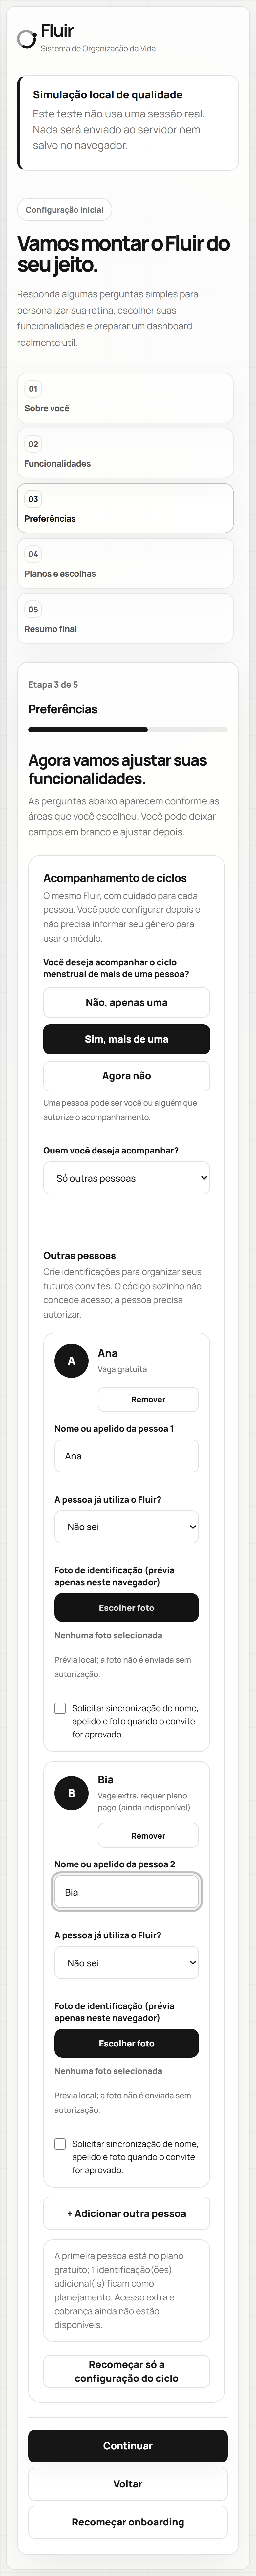 Fluir
Sistema de Organização da Vida
Simulação local de qualidade
Este teste não usa uma sessão real.
Nada será enviado ao servidor nem
salvo no navegador.
Configuração inicial
Vamos montar o Fluir do
seu jeito.
Responda algumas perguntas simples para
personalizar sua rotina, escolher suas
funcionalidades e preparar um dashboard
realmente útil.
01
Sobre você
02
Funcionalidades
03
Preferências
04
Planos e escolhas
05
Resumo final
Etapa 3 de 5
Preferências
Agora vamos ajustar suas
funcionalidades.
As perguntas abaixo aparecem conforme as
áreas que você escolheu. Você pode deixar
campos em branco e ajustar depois.
Acompanhamento de ciclos
O mesmo Fluir, com cuidado para cada
pessoa. Você pode configurar depois e
não precisa informar seu gênero para
usar o módulo.
Você deseja acompanhar o ciclo
menstrual de mais de uma pessoa?
Não, apenas uma
Sim, mais de uma
Agora não
Uma pessoa pode ser você ou alguém que
autorize o acompanhamento.
Quem você deseja acompanhar?
Só outras pessoas
Outras pessoas
Crie identificações para organizar seus
futuros convites. O código sozinho não
concede acesso; a pessoa precisa
autorizar.
A
Ana
Vaga gratuita
Remover
Nome ou apelido da pessoa 1
Ana
A pessoa já utiliza o Fluir?
Não sei
Foto de identificação (prévia
apenas neste navegador)
Escolher foto
Nenhuma foto selecionada
Prévia local; a foto não é enviada sem
autorização.
Solicitar sincronização de nome,
apelido e foto quando o convite
for aprovado.
B
Bia
Vaga extra, requer plano
pago (ainda indisponível)
Remover
Nome ou apelido da pessoa 2
Bia
A pessoa já utiliza o Fluir?
Não sei
Foto de identificação (prévia
apenas neste navegador)
Escolher foto
Nenhuma foto selecionada
Prévia local; a foto não é enviada sem
autorização.
Solicitar sincronização de nome,
apelido e foto quando o convite
for aprovado.
+ Adicionar outra pessoa
A primeira pessoa está no plano
gratuito; 1 identificação(ões)
adicional(is) ficam como
planejamento. Acesso extra e
cobrança ainda não estão
disponíveis.
Recomeçar só a
configuração do ciclo
Continuar
Voltar
Recomeçar onboarding